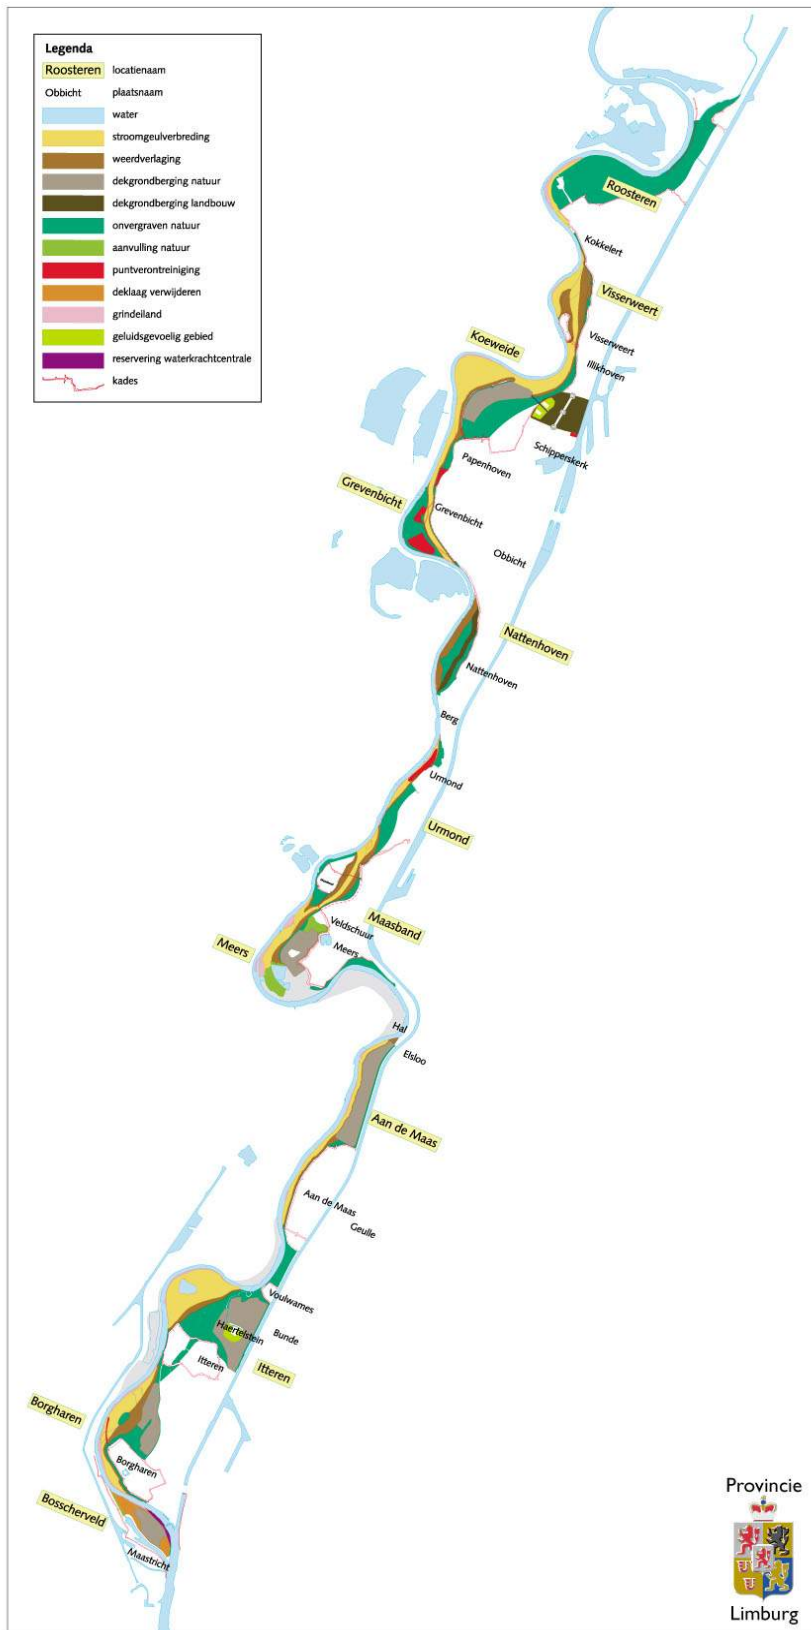 Legenda
Roosteren locatienaam
Obbicht plaatsnaam
water
stroomgeulverbreding
weerdverlaging
dekgrondberging natuur
dekgrondberging landbouw
onvergraven natuur
aanvulling natuur
puntverontreiniging
deklaag verwijderen
grindeiland
geluidsgevoelig gebied
reservering waterkrachtcentrale
kades
Roosteren
Kokkelert
Visserweert
Visserweert
Koeweide
Illikhoven
Schipperskerk
Papenhoven
Grevenbicht
Grevenbicht
Obbicht
Nattenhoven
Nattenhoven
Berg
Urmond
Urmond
Maasband
Veldschuur
Meers
Meers
Hal
Elsloo
Aan de Maas
Aan de Maas
Geulle
Voulwames
Haertelstein
Bunde
Itteren
Itteren
Borgharen
Borgharen
Bosscherveld
Maastricht
Provincie
Limburg